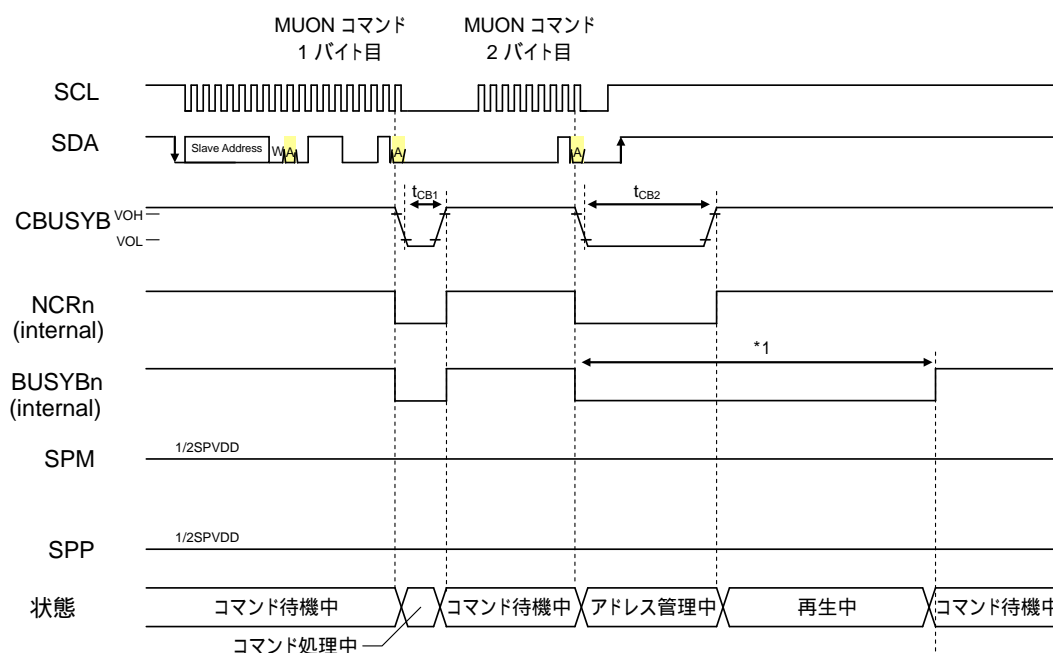 MUON コマンド
1 バイト目
MUON コマンド
2 バイト目
SCL
SDA
Slave Address
W
A
A
A
CBUSYB
VOH
VOL
tCB1
tCB2
NCRn
(internal)
BUSYBn
(internal)
*1
SPM
1/2SPVDD
SPP
1/2SPVDD
状態
コマンド待機中
コマンド待機中
アドレス管理中
再生中
コマンド待機中
コマンド処理中